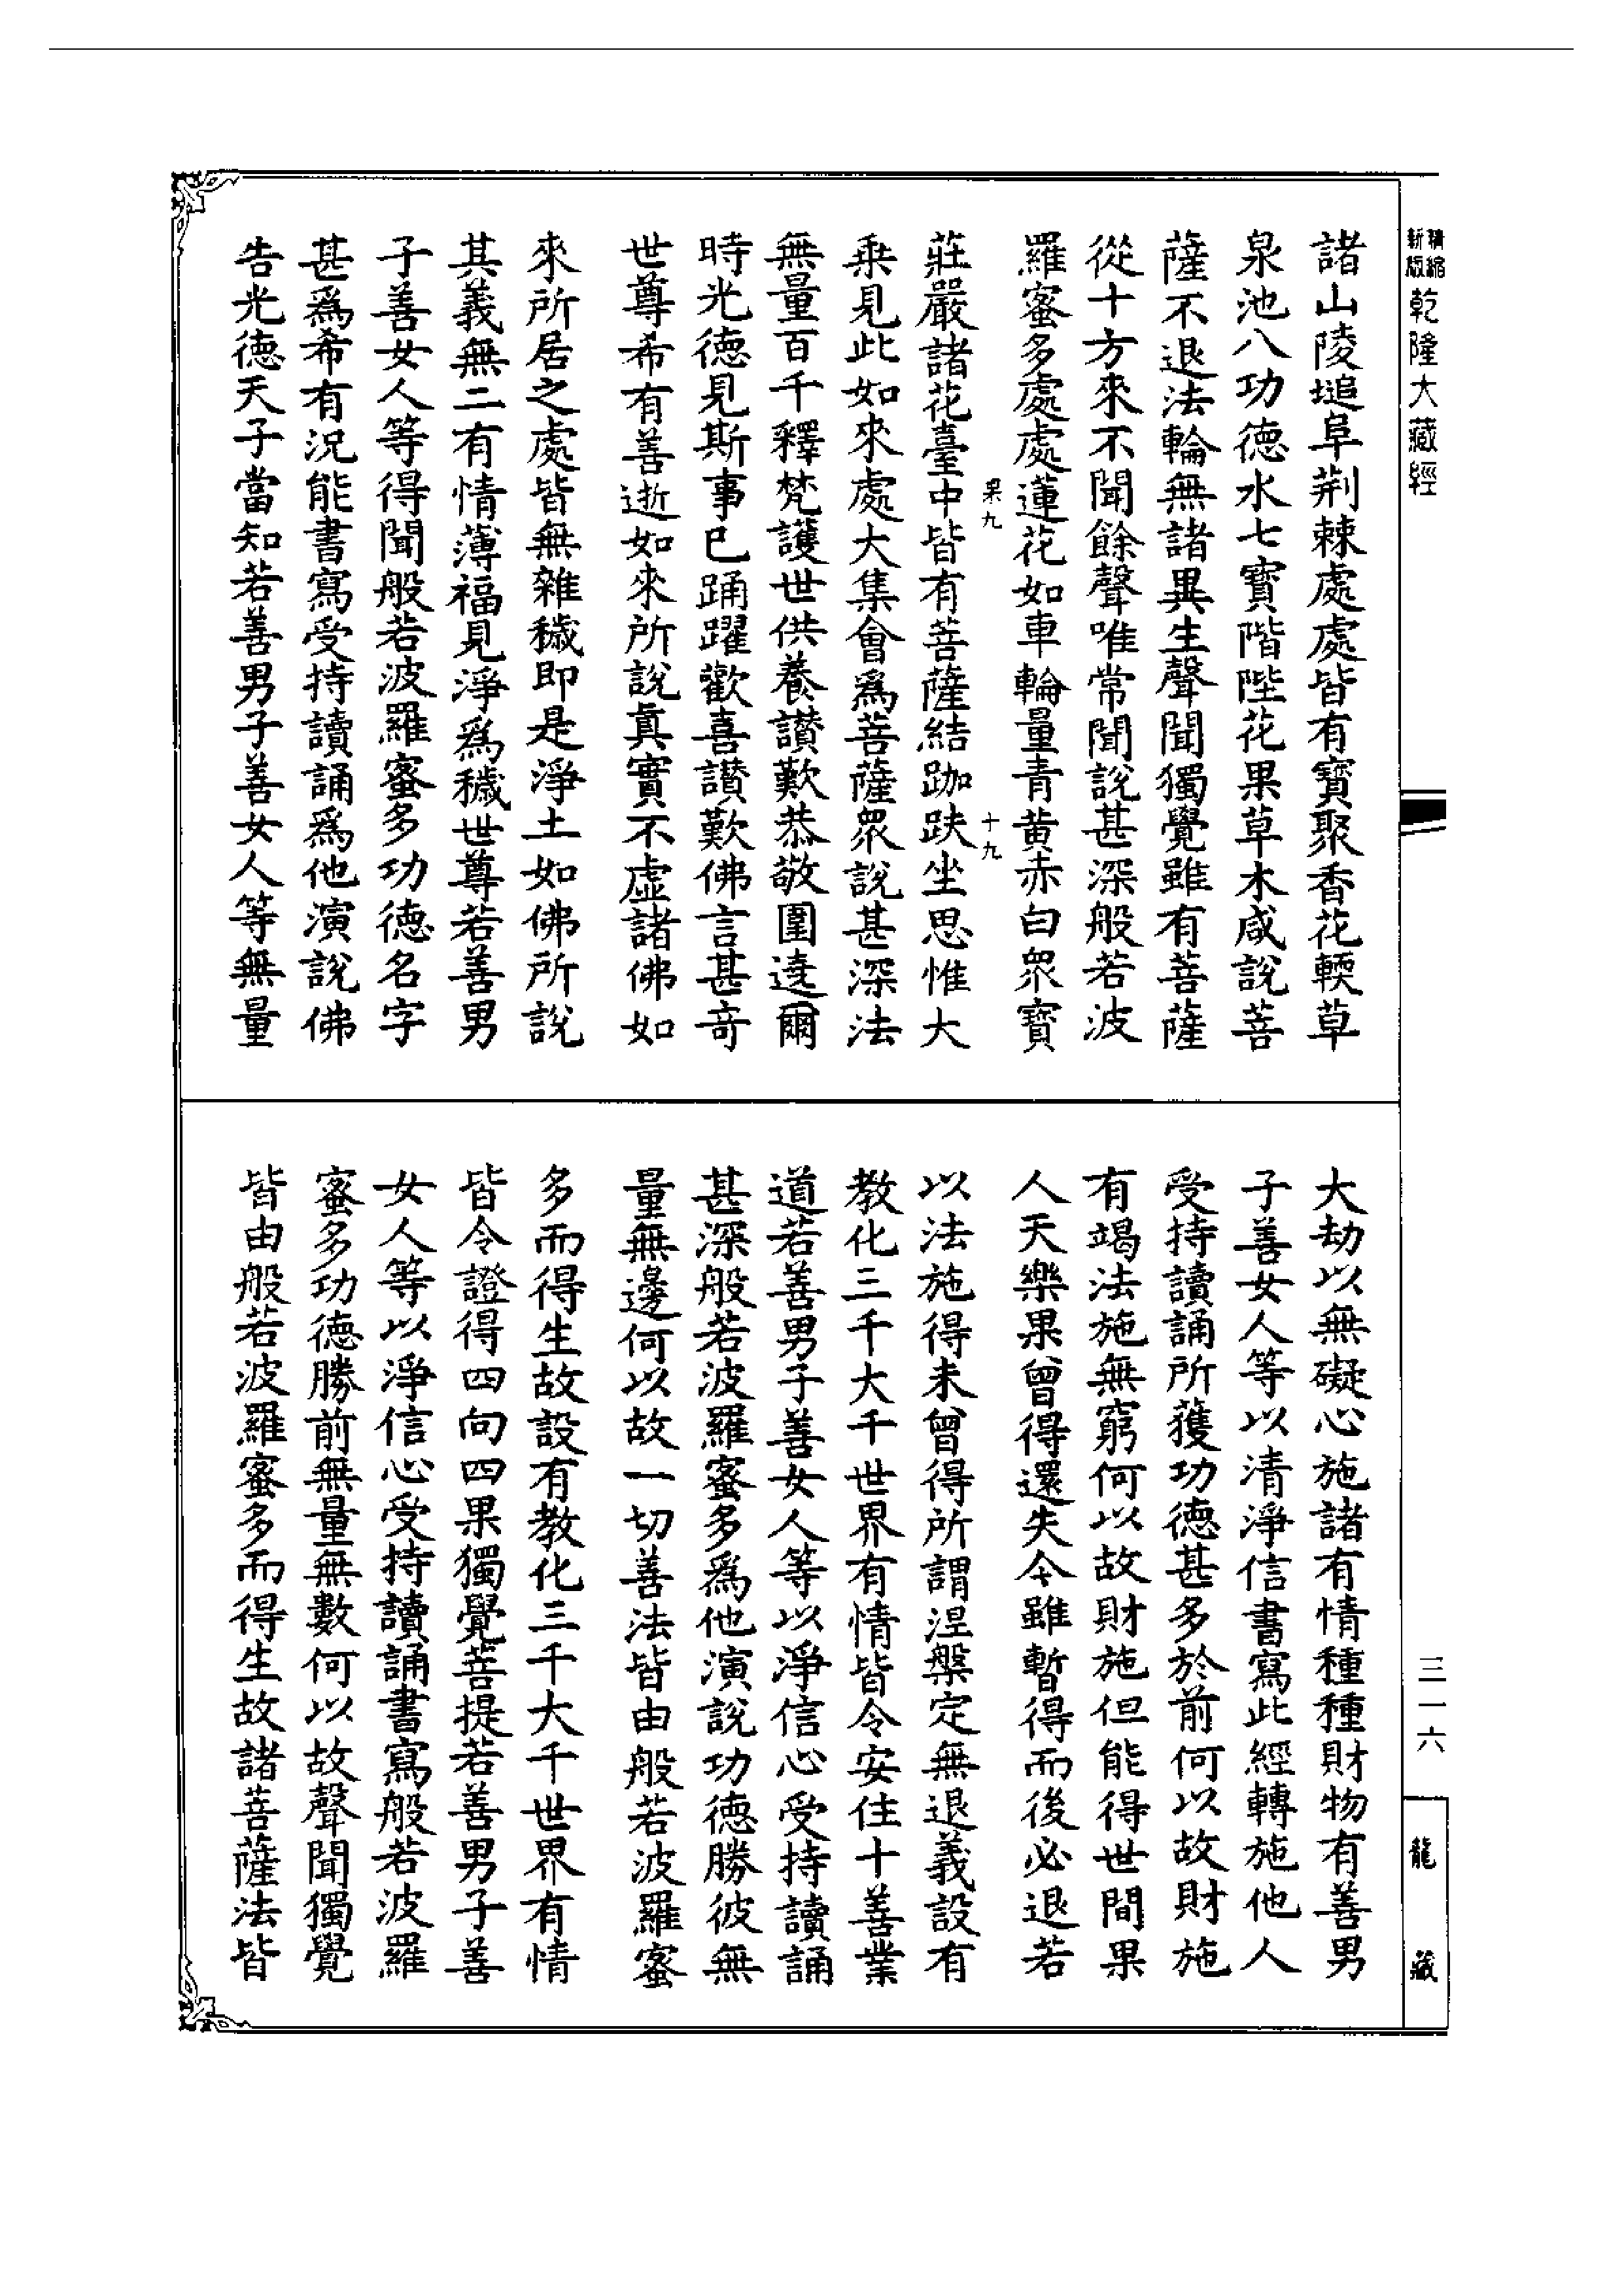 精縮
新版
乾隆大藏經
諸山陵塠阜荆棘處處皆有寶聚香花輭草
泉池八功德水七寶階陛花果草木咸說菩
薩不退法輪無諸異生聲聞獨覺雖有菩薩
從十方來不聞餘聲唯常聞說甚深般若波
羅蜜多處處蓮花如車輪量青黄赤白眾寶
果九
十九
莊嚴諸花臺中皆有菩薩結跏趺坐思惟大
乘見此如來處大集會爲菩薩眾說甚深法
無量百千釋梵護世供養讃歎恭敬圍遶爾
時光德見斯事已踊躍歡喜讃歎佛言甚奇
世尊希有善逝如來所說真實不虛諸佛如
來所居之處皆無雜穢即是淨土如佛所說
其義無二有情薄福見淨爲穢世尊若善男
子善女人等得聞般若波羅蜜多功德名字
甚爲希有況能書寫受持讀誦爲他演說佛
告光德天子當知若善男子善女人等無量
大劫以無礙心施諸有情種種財物有善男
子善女人等以清淨信書寫此經轉施他人
受持讀誦所獲功德甚多於前何以故財施
有竭法施無窮何以故財施但能得世間果
人天樂果曾得還失今雖暫得而後必退若
以法施得未曾得所謂涅槃定無退義設有
教化三千大千世界有情皆令安住十善業
道若善男子善女人等以淨信心受持讀誦
甚深般若波羅蜜多爲他演說功德勝彼無
量無邊何以故一切善法皆由般若波羅蜜
多而得生故設有教化三千大千世界有情
皆令證得四向四果獨覺菩提若善男子善
女人等以淨信心受持讀誦書寫般若波羅
蜜多功德勝前無量無數何以故聲聞獨覺
皆由般若波羅蜜多而得生故諸菩薩法皆
三一六
龍藏